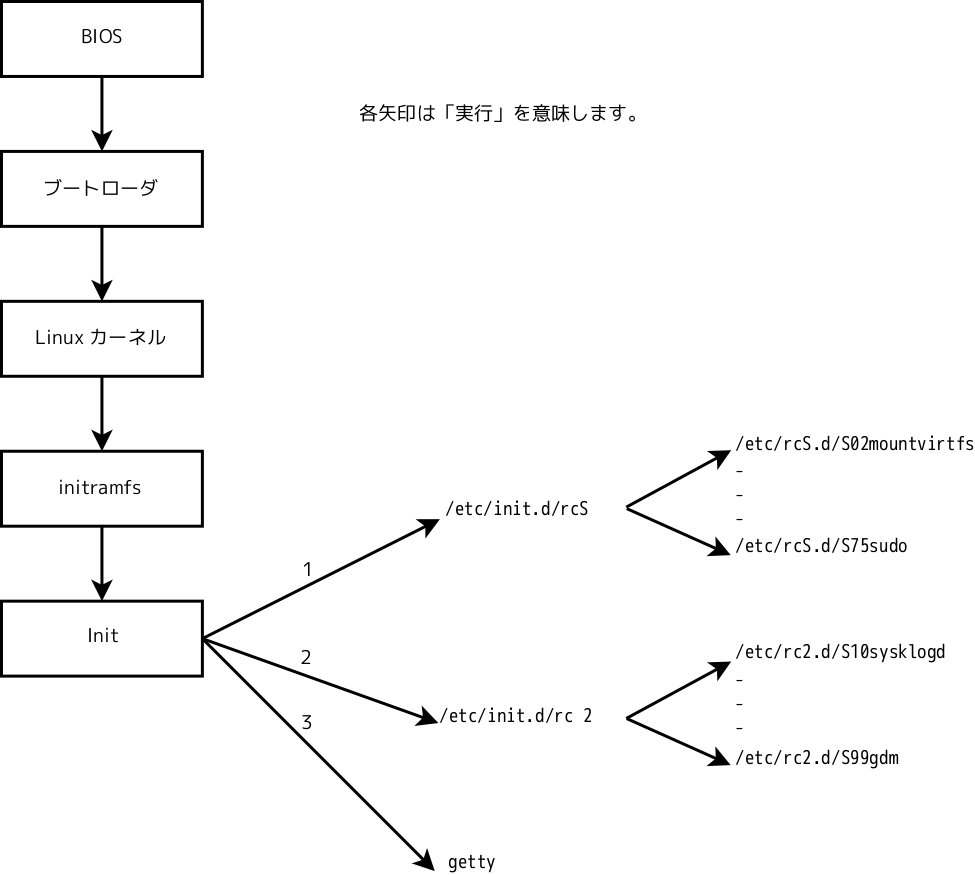 BIOS
各矢印は「実行」を意味します。
ブートローダ
Linux カーネル
initramfs
Init
1
2
3
/etc/init.d/rcS
/etc/rcS.d/S02mountvirtfs
-
-
-
/etc/rcS.d/S75sudo
/etc/init.d/rc 2
/etc/rc2.d/S10sysklogd
-
-
-
/etc/rc2.d/S99gdm
getty